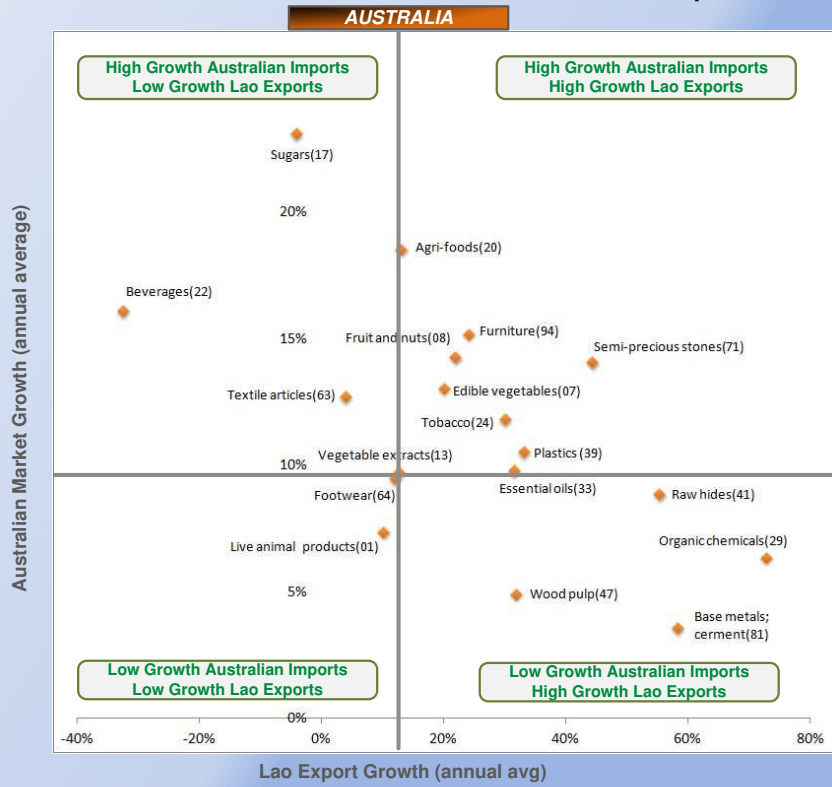 AUSTRALIA
High Growth Australian Imports
Low Growth Lao Exports
High Growth Australian Imports
High Growth Lao Exports
Sugars(17)
20%
Agri-foods(20)
Beverages(22)
15%
Fruit and nuts(08)
Furniture(94)
Semi-precious stones(71)
Textile articles(63)
Edible vegetables(07)
Tobacco(24)
10%
Vegetable extracts(13)
Plastics (39)
Footwear(64)
Essential oils(33)
Raw hides(41)
Live animal products(01)
Organic chemicals(29)
5%
Wood pulp(47)
Base metals;
cerment(81)
Low Growth Australian Imports
Low Growth Lao Exports
Low Growth Australian Imports
High Growth Lao Exports
0%
-40%
-20%
0%
20%
40%
60%
80%
Lao Export Growth (annual avg)
Australian Market Growth (annual average)